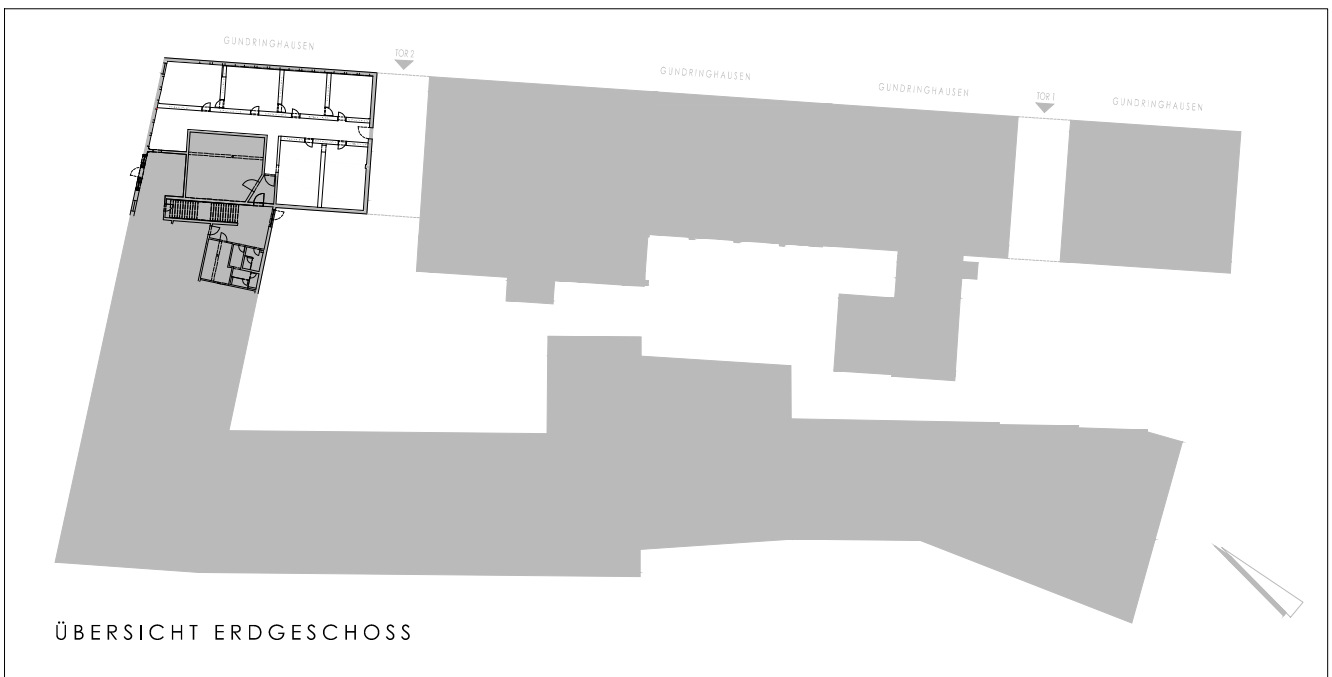 GUNDRINGHAUSEN
TOR 2
GUNDRINGHAUSEN
GUNDRINGHAUSEN
TOR 1
GUNDRINGHAUSEN
ÜBERSICHT ERDGESCHOSS